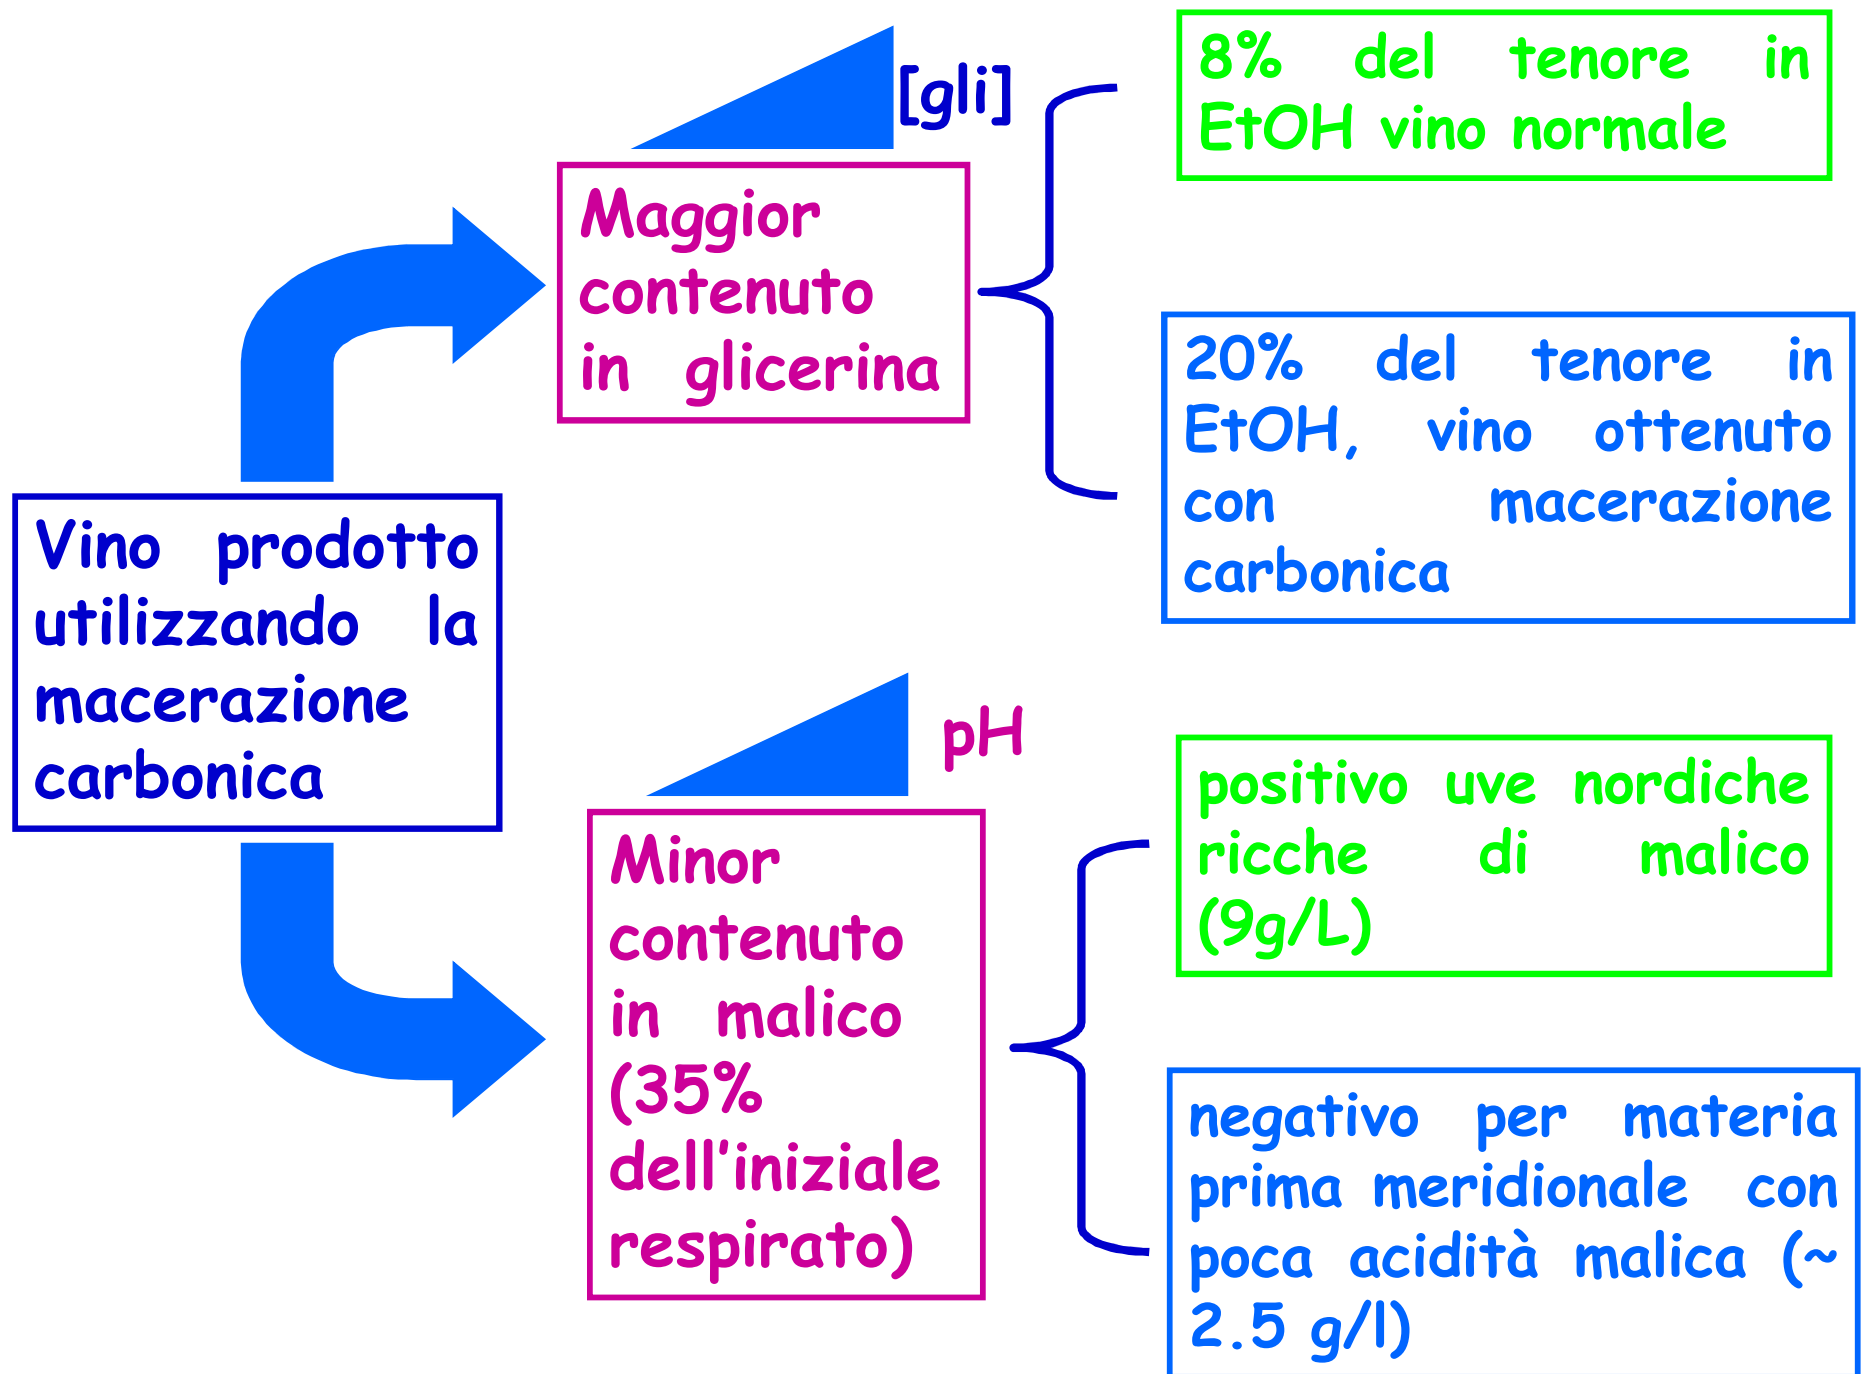 [gli]
8% del tenore in
EtOH vino normale
Maggior
contenuto
in glicerina
20% del tenore in
EtOH, vino ottenuto
con macerazione
carbonica
Vino prodotto
utilizzando la
macerazione
carbonica
pH
positivo uve nordiche
ricche di malico
(9g/L)
Minor
contenuto
in malico
(35%
dell'iniziale
respirato)
negativo per materia
prima meridionale con
poca acidità malica (~
2.5 g/l)